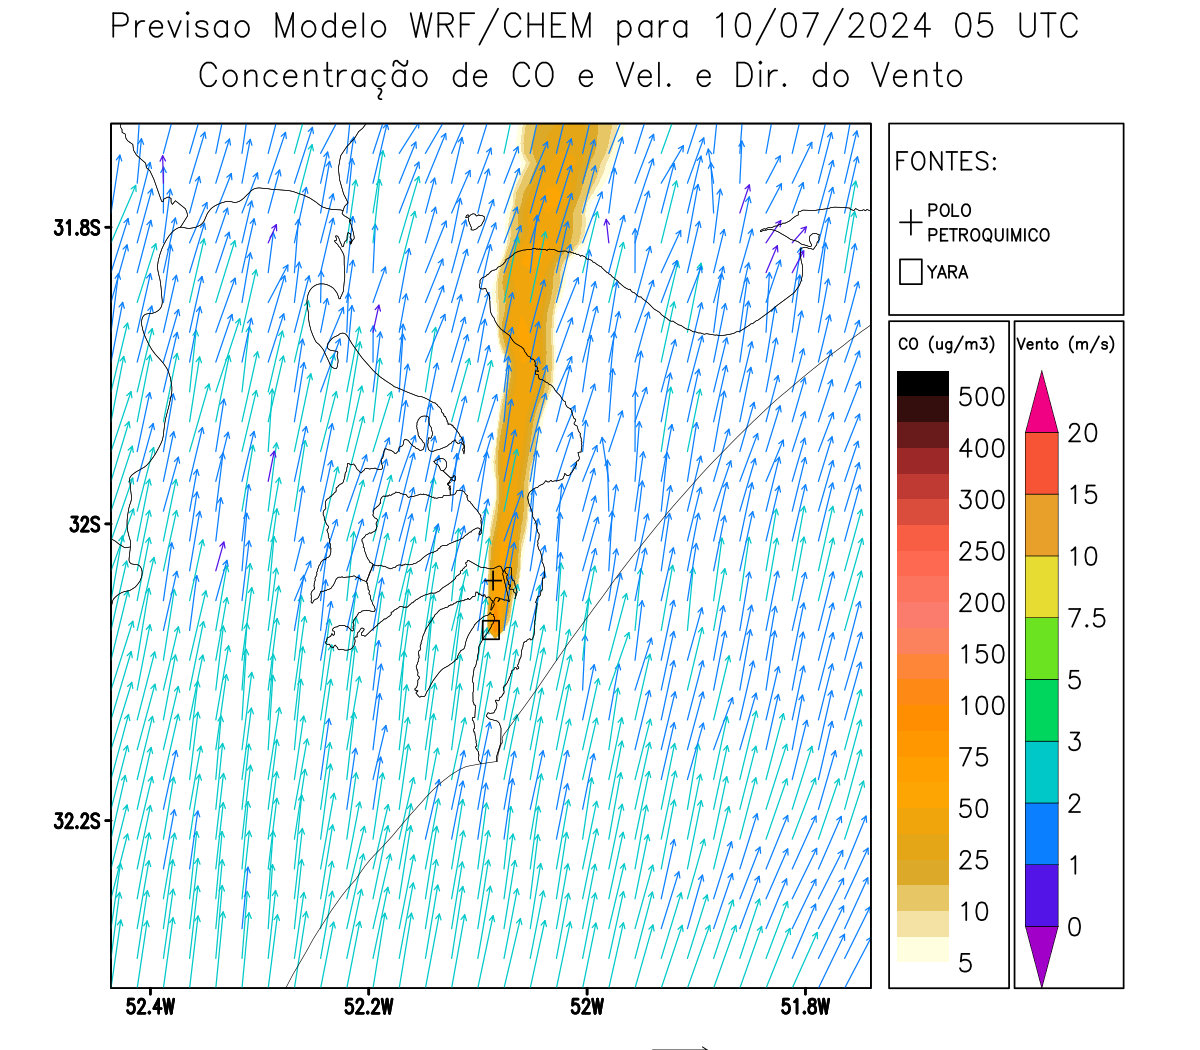 Previsao Modelo WRF/CHEM para 10/07/2024 05 UTC
Concentração de CO e Vel. e Dir. do Vento
FONTES:
POLO
PETROQUIMICO
YARA
CO (ug/m3)
500
400
300
250
200
150
100
75
50
25
10
5
Vento (m/s)
20
15
10
7.5
5
3
2
1
0
31.8S
32S
32.2S
52.4W
52.2W
52W
51.8W